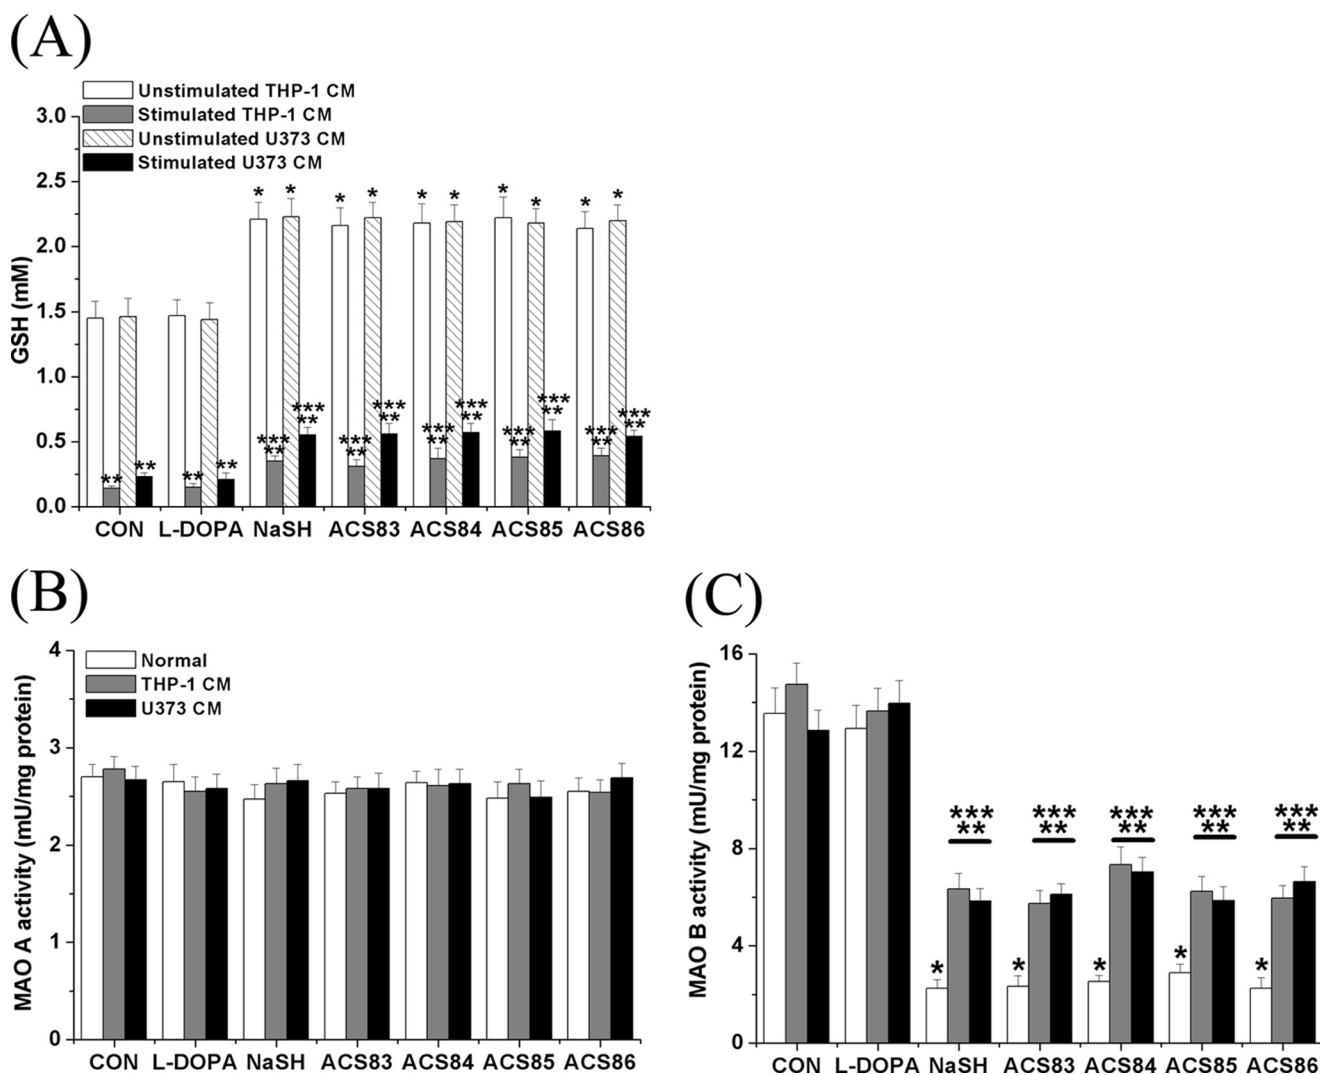 (A)
Unstimulated THP-1 CM
Stimulated THP-1 CM
Unstimulated U373 CM
Stimulated U373 CM
GSH (mM)
3.0
2.5
2.0
1.5
1.0
0.5
0.0
* * * * * * * * * *
*** *** *** *** *** *** *** *** *** ***
** ** ** ** ** ** ** ** ** ** ** ** ** **
CON L-DOPA NaSH ACS83 ACS84 ACS85 ACS86
(B)
Normal
THP-1 CM
U373 CM
MAO A activity (mU/mg protein)
4
3
2
1
0
CON L-DOPA NaSH ACS83 ACS84 ACS85 ACS86
(C)
MAO B activity (mU/mg protein)
16
12
8
4
0
*** *** *** *** ***
** ** ** ** **
* * * * *
CON L-DOPA NaSH ACS83 ACS84 ACS85 ACS86